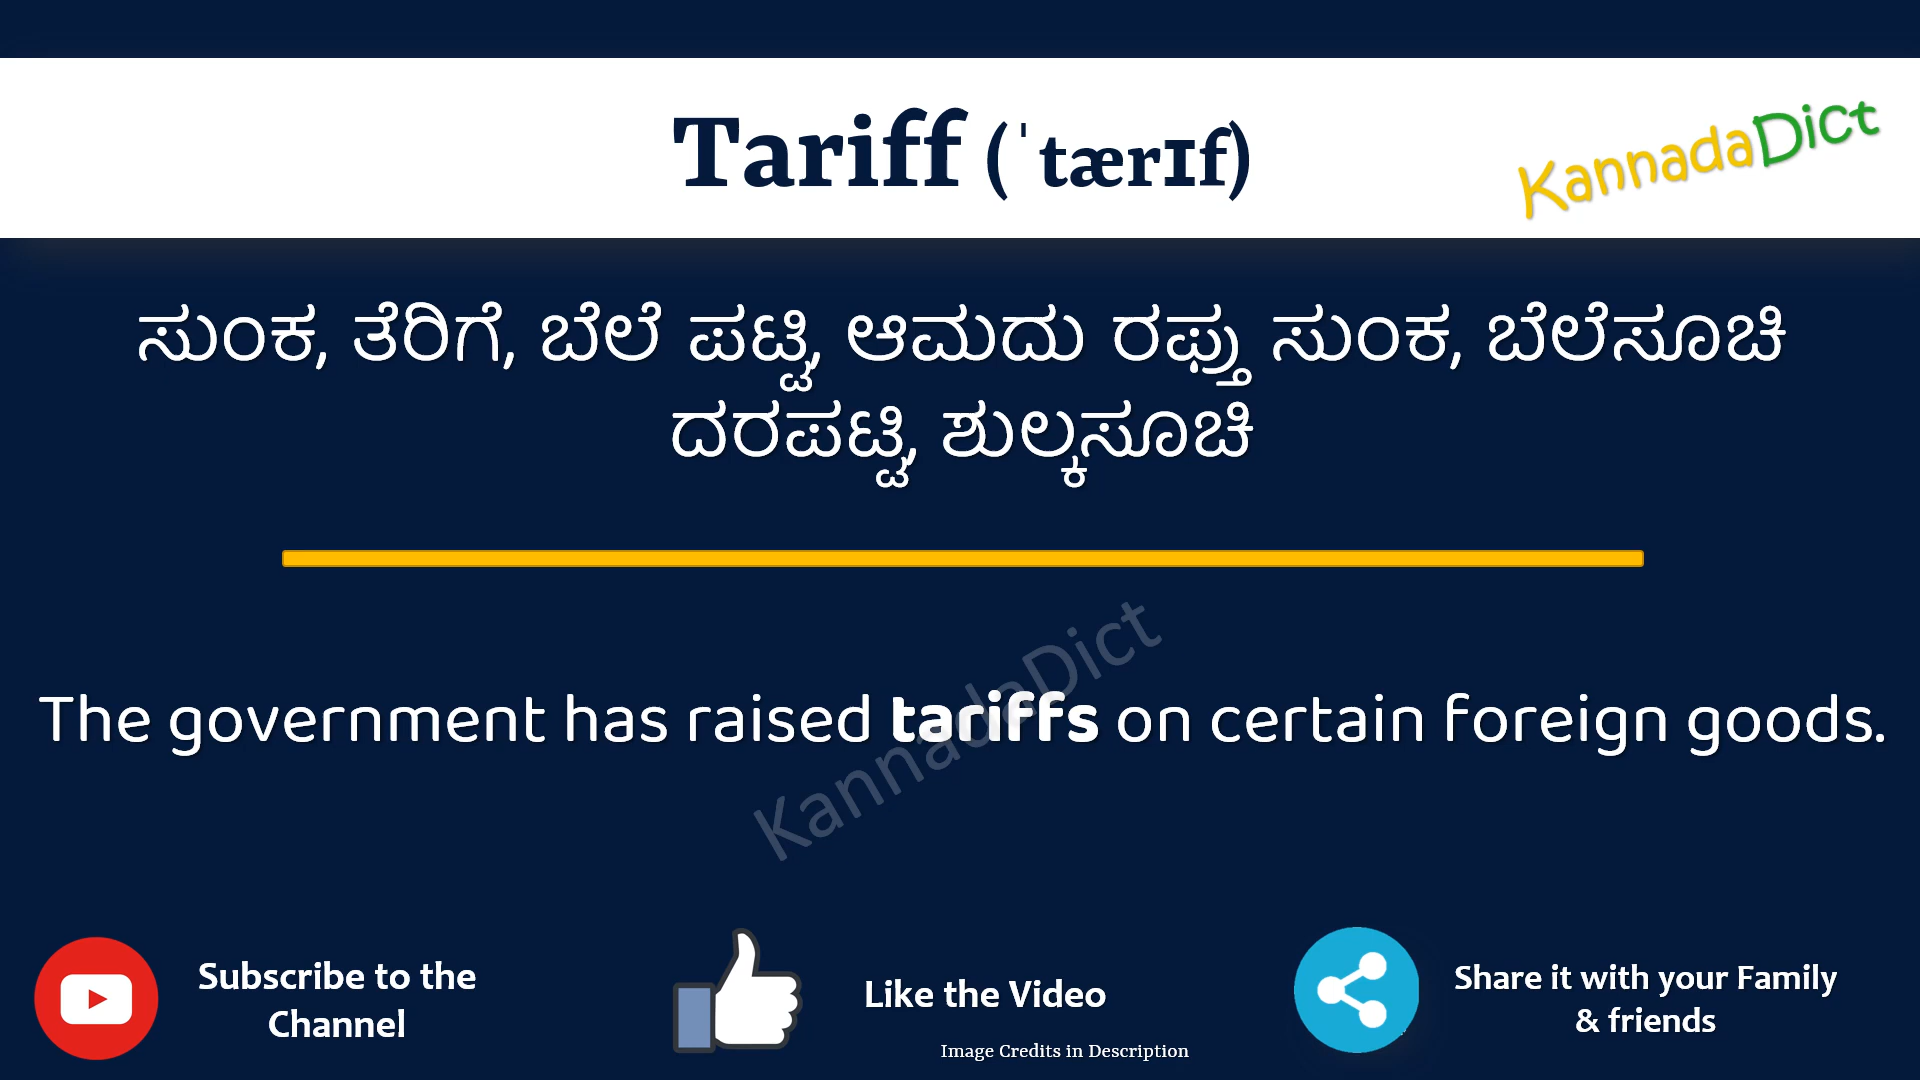 Tariff (ˈtærɪf)
KannadaDict
ಸುಂಕ, ತೆರಿಗೆ, ಬೆಲೆ ಪಟ್ಟಿ, ಆಮದು ರಫ್ತು ಸುಂಕ, ಬೆಲೆಸೂಚಿ
ದರಪಟ್ಟಿ, ಶುಲ್ಕಸೂಚಿ
KannadaDict
The government has raised tariffs on certain foreign goods.
Subscribe to the
Channel
Like the Video
Share it with your Family
& friends
Image Credits in Description